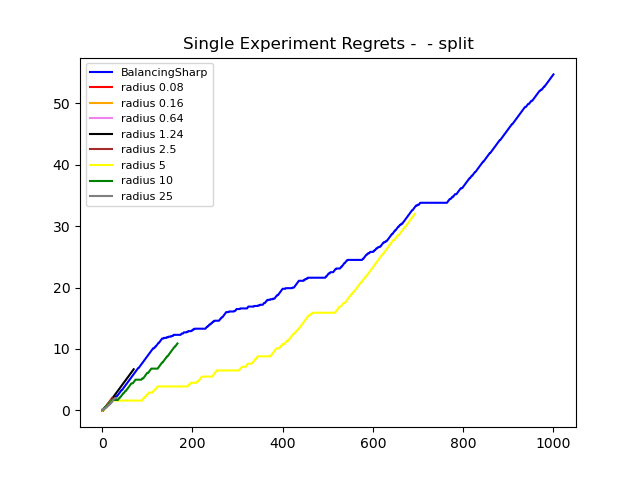 Single Experiment Regrets -  - split
BalancingSharp
radius 0.08
radius 0.16
radius 0.64
radius 1.24
radius 2.5
radius 5
radius 10
radius 25
50
40
30
20
10
0
0 200 400 600 800 1000